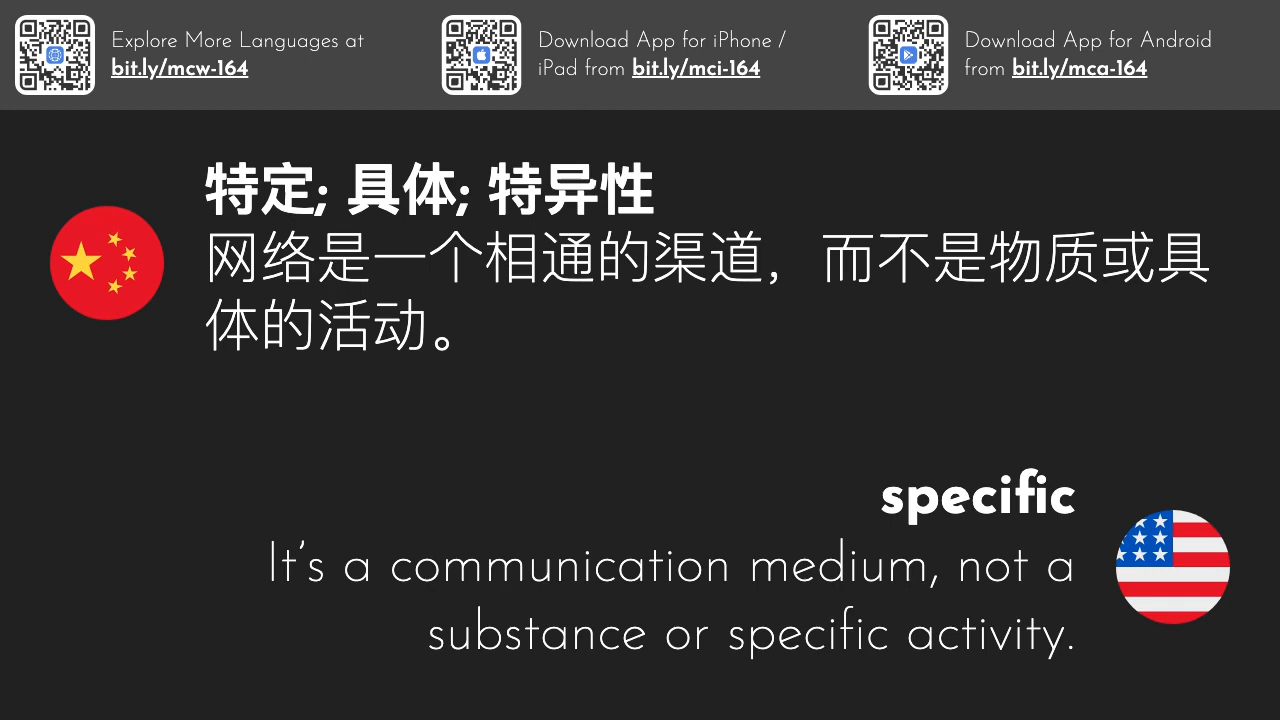 Explore More Languages at
bit.ly/mcw-164
Download App for iPhone /
iPad from bit.ly/mci-164
Download App for Android
from bit.ly/mca-164
特定; 具体; 特异性
网络是一个相通的渠道，而不是物质或具
体的活动。
specific
It’s a communication medium, not a
substance or specific activity.